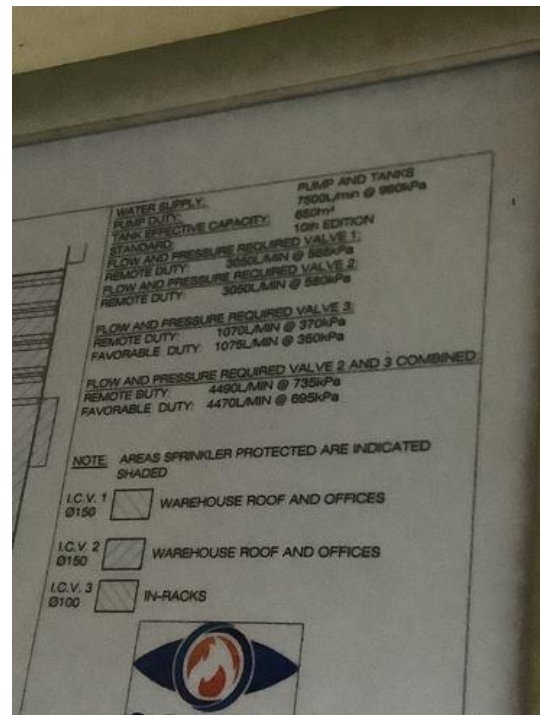 WATER SUPPLY: PUMP AND TANKS
PUMP DUTY: 7500L/min @ 980kPa
TANK EFFECTIVE CAPACITY: 650m³
STANDARD: 10th EDITION
FLOW AND PRESSURE REQUIRED VALVE 1:
REMOTE DUTY: @
FLOW AND PRESSURE REQUIRED VALVE 2:
REMOTE DUTY: 3050L/MIN @ 580kPa
FLOW AND PRESSURE REQUIRED VALVE 3:
REMOTE DUTY: 1070L/MIN @ 370kPa
FAVORABLE DUTY: 1075L/MIN @ 350kPa
FLOW AND PRESSURE REQUIRED VALVE 2 AND 3 COMBINED:
REMOTE DUTY: 4490L/MIN @ 735kPa
FAVORABLE DUTY: 4470L/MIN @ 695kPa
NOTE AREAS SPRINKLER PROTECTED ARE INDICATED
SHADED
I.C.V. 1
Ø150 WAREHOUSE ROOF AND OFFICES
I.C.V. 2
Ø150 WAREHOUSE ROOF AND OFFICES
I.C.V. 3
Ø100 IN-RACKS